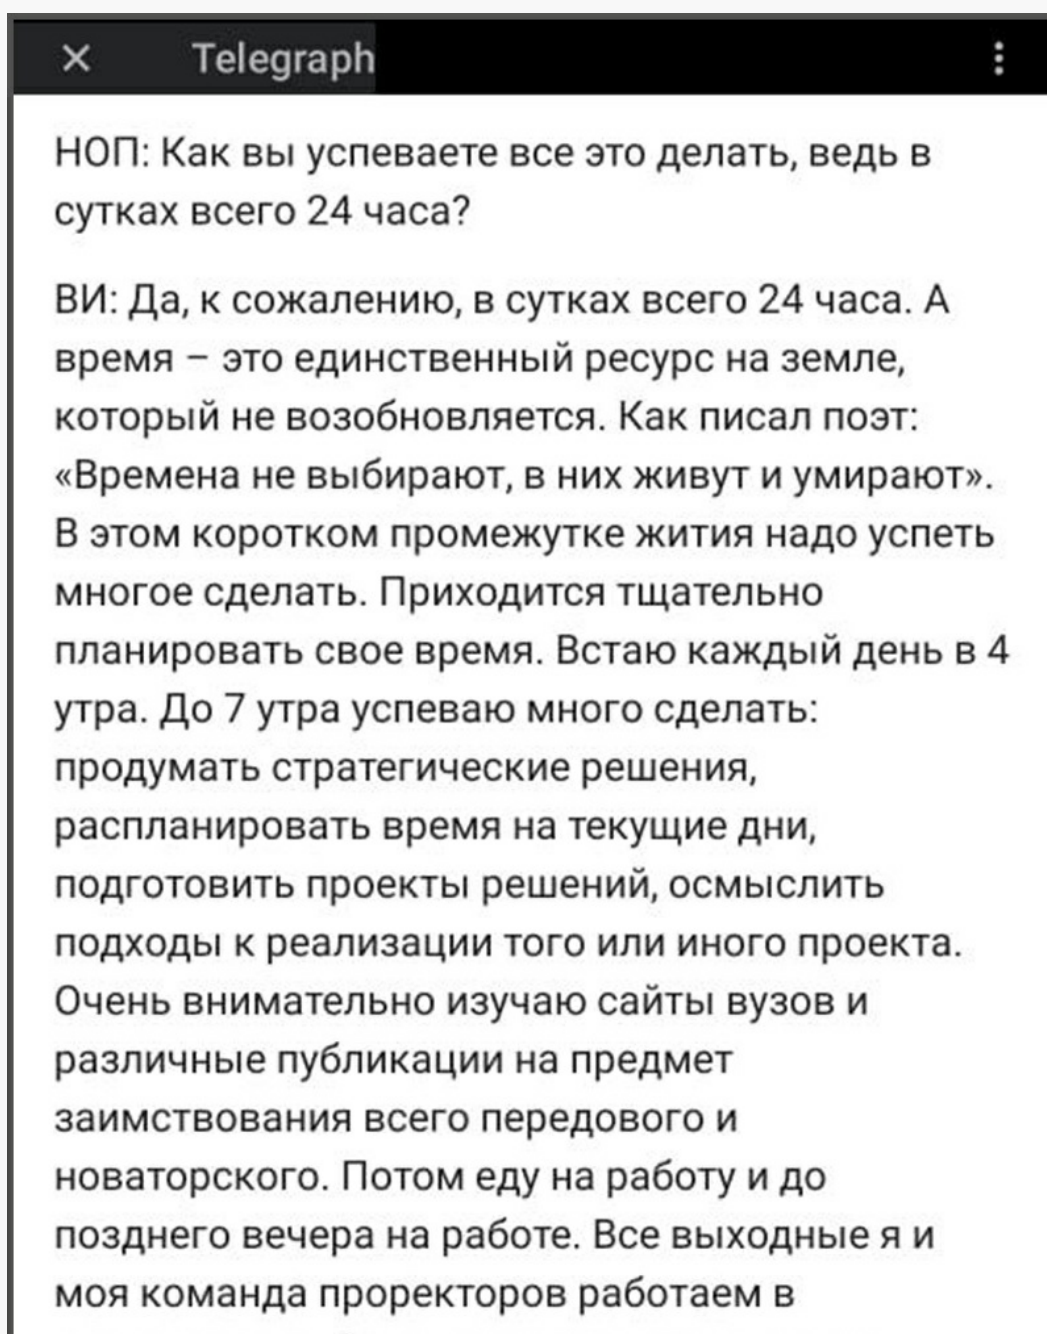 Telegraph
НОП: Как вы успеваете все это делать, ведь в
сутках всего 24 часа?
ВИ: Да, к сожалению, в сутках всего 24 часа. А
время – это единственный ресурс на земле,
который не возобновляется. Как писал поэт:
«Времена не выбирают, в них живут и умирают».
В этом коротком промежутке жития надо успеть
многое сделать. Приходится тщательно
планировать свое время. Встаю каждый день в 4
утра. До 7 утра успеваю много сделать:
продумать стратегические решения,
распланировать время на текущие дни,
подготовить проекты решений, осмыслить
подходы к реализации того или иного проекта.
Очень внимательно изучаю сайты вузов и
различные публикации на предмет
заимствования всего передового и
новаторского. Потом еду на работу и до
позднего вечера на работе. Все выходные я и
моя команда проректоров работаем в